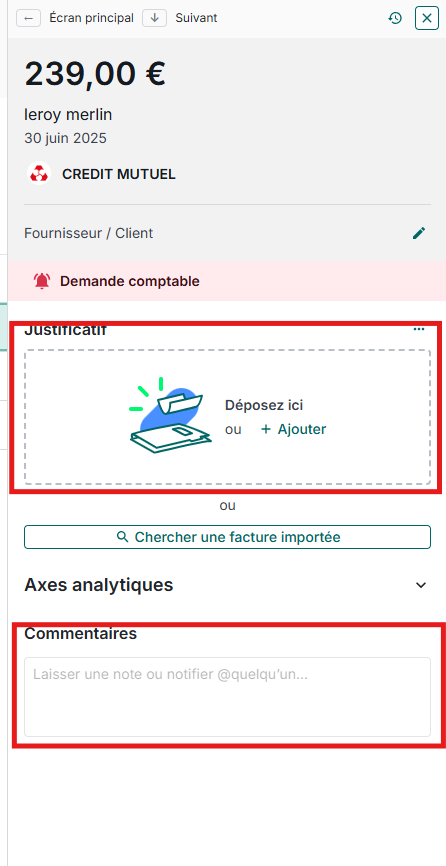 ← Écran principal ↓ Suivant
239,00 €
leroy merlin
30 juin 2025
CREDIT MUTUEL
Fournisseur / Client
Demande comptable
Justificatif
Déposez ici
ou + Ajouter
ou
Chercher une facture importée
Axes analytiques
Commentaires
Laisser une note ou notifier @quelqu'un...